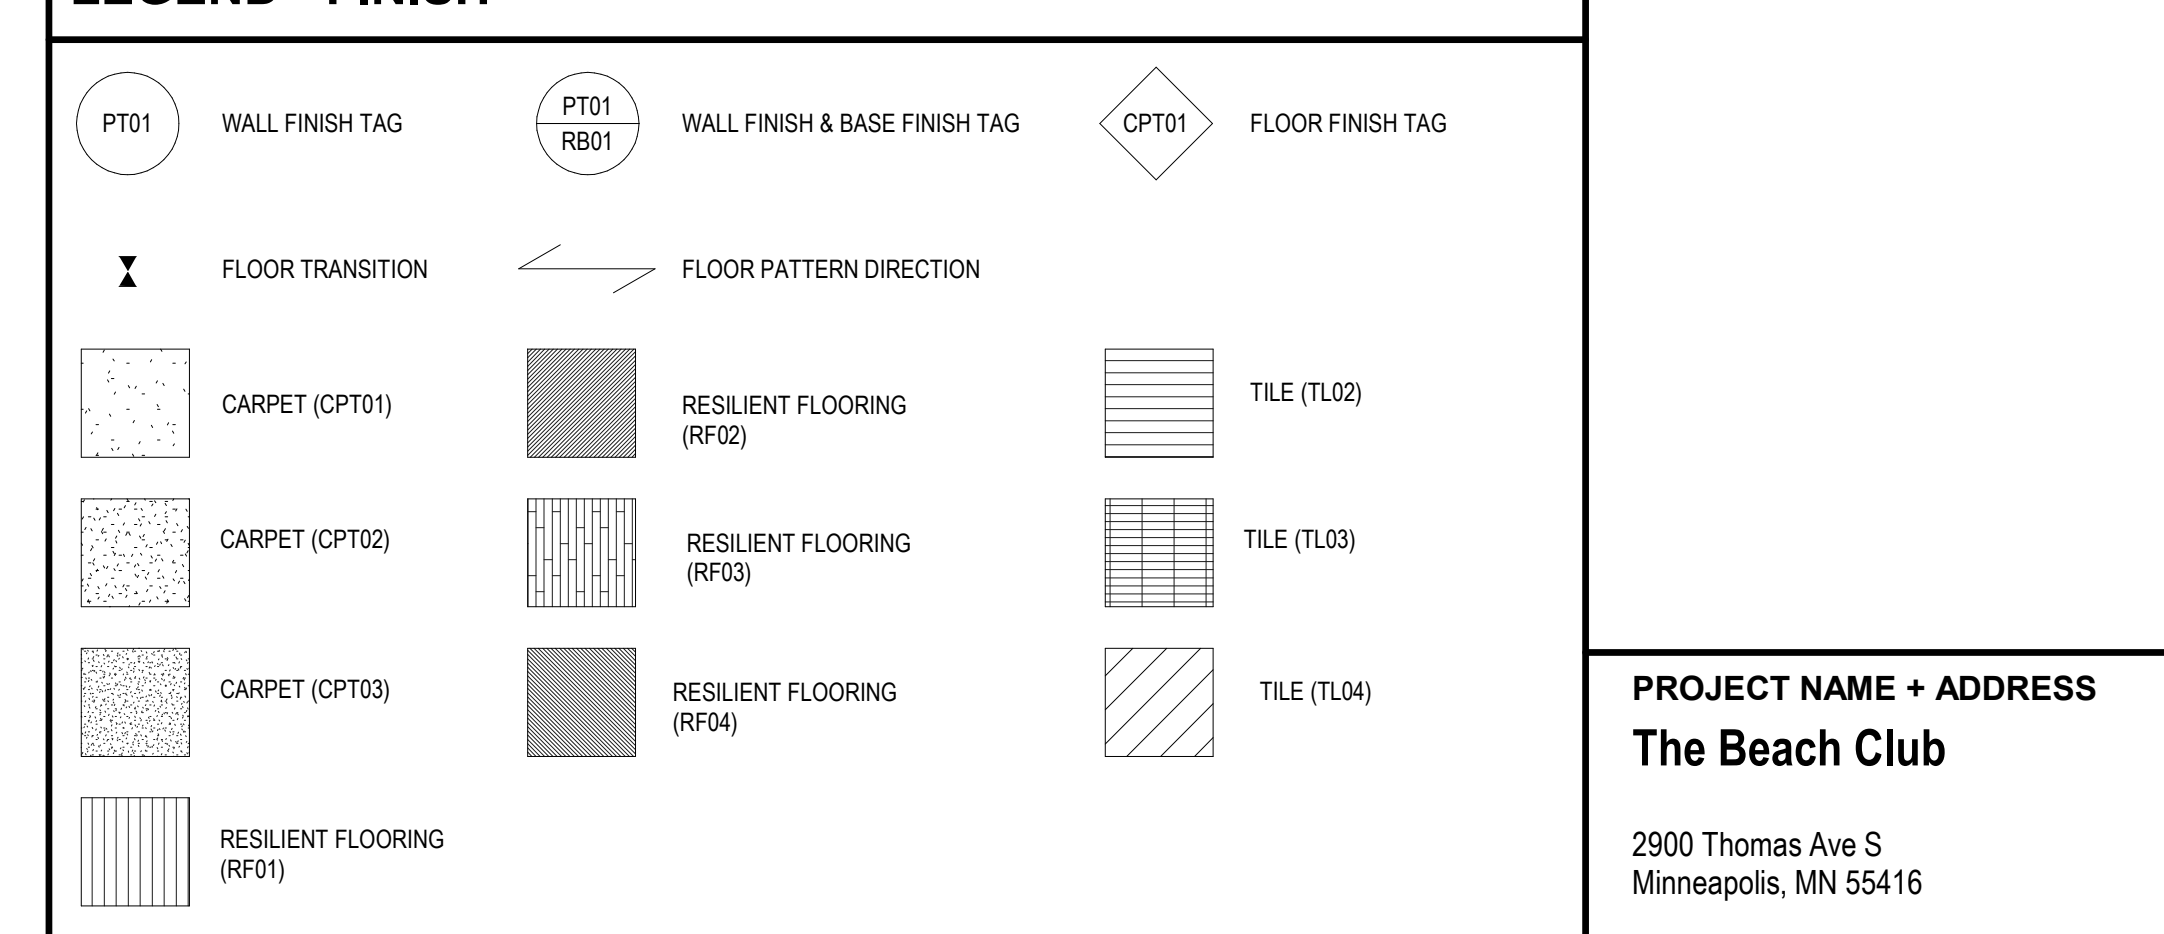 LEGEND - FINISH
PT01
WALL FINISH TAG
PT01
RB01
WALL FINISH & BASE FINISH TAG
CPT01
FLOOR FINISH TAG
FLOOR TRANSITION
FLOOR PATTERN DIRECTION
CARPET (CPT01)
RESILIENT FLOORING
(RF02)
TILE (TL02)
CARPET (CPT02)
RESILIENT FLOORING
(RF03)
TILE (TL03)
CARPET (CPT03)
RESILIENT FLOORING
(RF04)
TILE (TL04)
RESILIENT FLOORING
(RF01)
PROJECT NAME + ADDRESS
The Beach Club
2900 Thomas Ave S
Minneapolis, MN 55416